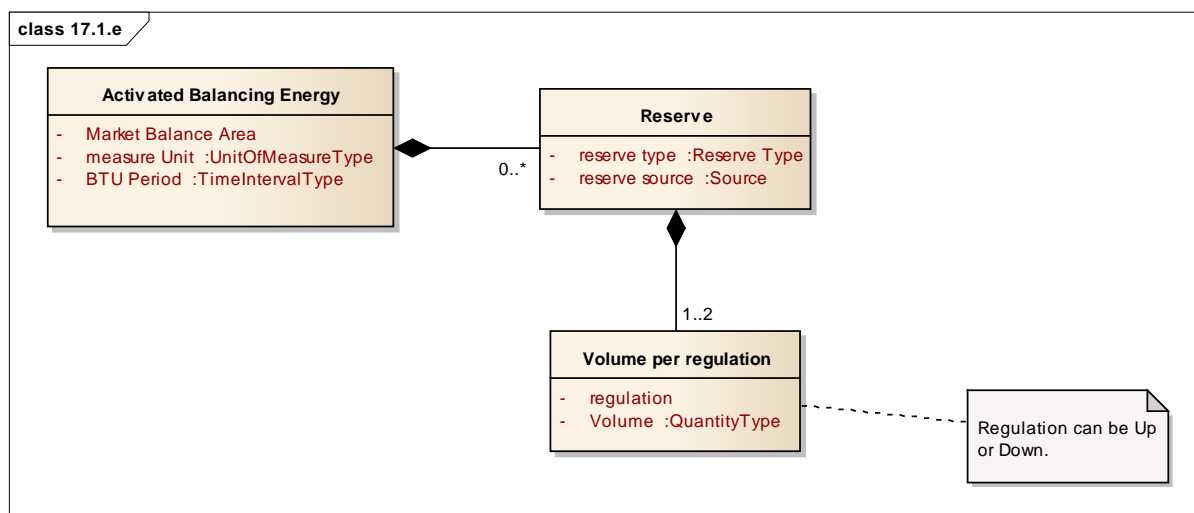 class 17.1.e
Activated Balancing Energy
- Market Balance Area
- measure Unit :UnitOfMeasureType
- BTU Period :TimeIntervalType
0..*
Reserve
- reserve type :Reserve Type
- reserve source :Source
1..2
Volume per regulation
- regulation
- Volume :QuantityType
Regulation can be Up
or Down.